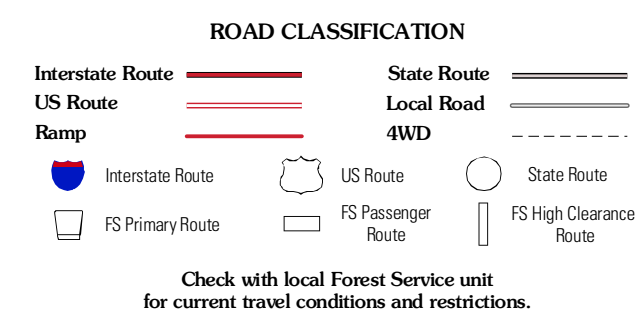 ROAD CLASSIFICATION
Interstate Route
State Route
US Route
Local Road
Ramp
4WD
Interstate Route
US Route
State Route
FS Primary Route
FS Passenger
Route
FS High Clearance
Route
Check with local Forest Service unit
for current travel conditions and restrictions.